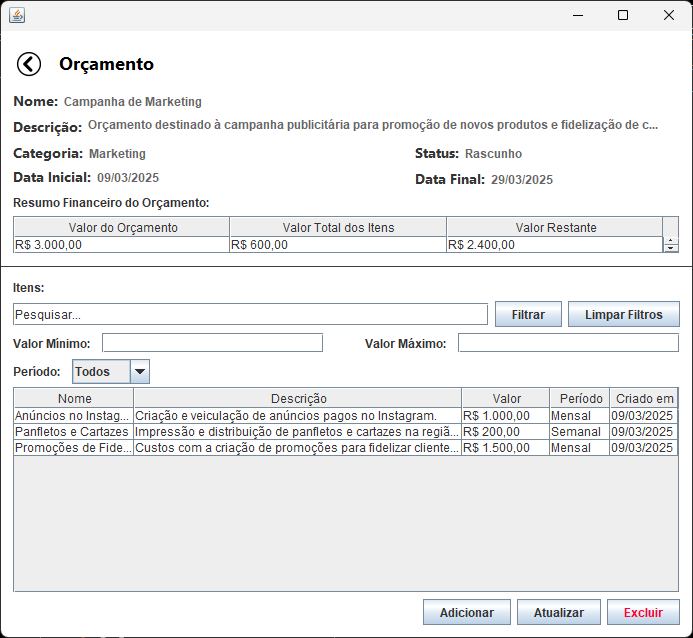 Orçamento
Nome: Campanha de Marketing
Descrição: Orçamento destinado à campanha publicitária para promoção de novos produtos e fidelização de c...
Categoria: Marketing Status: Rascunho
Data Inicial: 09/03/2025 Data Final: 29/03/2025
Resumo Financeiro do Orçamento:
Valor do Orçamento Valor Total dos Itens Valor Restante
R$ 3.000,00 R$ 600,00 R$ 2.400,00
Itens:
Pesquisar... Filtrar Limpar Filtros
Valor Mínimo: Valor Máximo:
Período: Todos
Nome Descrição Valor Período Criado em
Anúncios no Instag... Criação e veiculação de anúncios pagos no Instagram. R$ 1.000,00 Mensal 09/03/2025
Panfletos e Cartazes Impressão e distribuição de panfletos e cartazes na regiã... R$ 200,00 Semanal 09/03/2025
Promoções de Fide... Custos com a criação de promoções para fidelizar cliente... R$ 1.500,00 Mensal 09/03/2025
Adicionar Atualizar Excluir